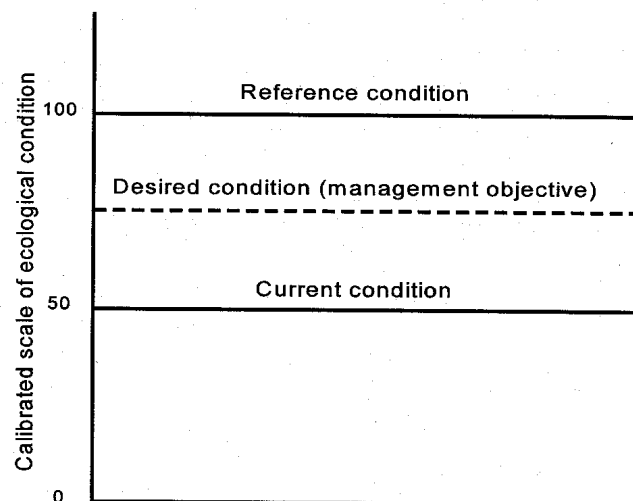 Reference condition
100
Desired condition (management objective)
Current condition
50
0
Calibrated scale of ecological condition